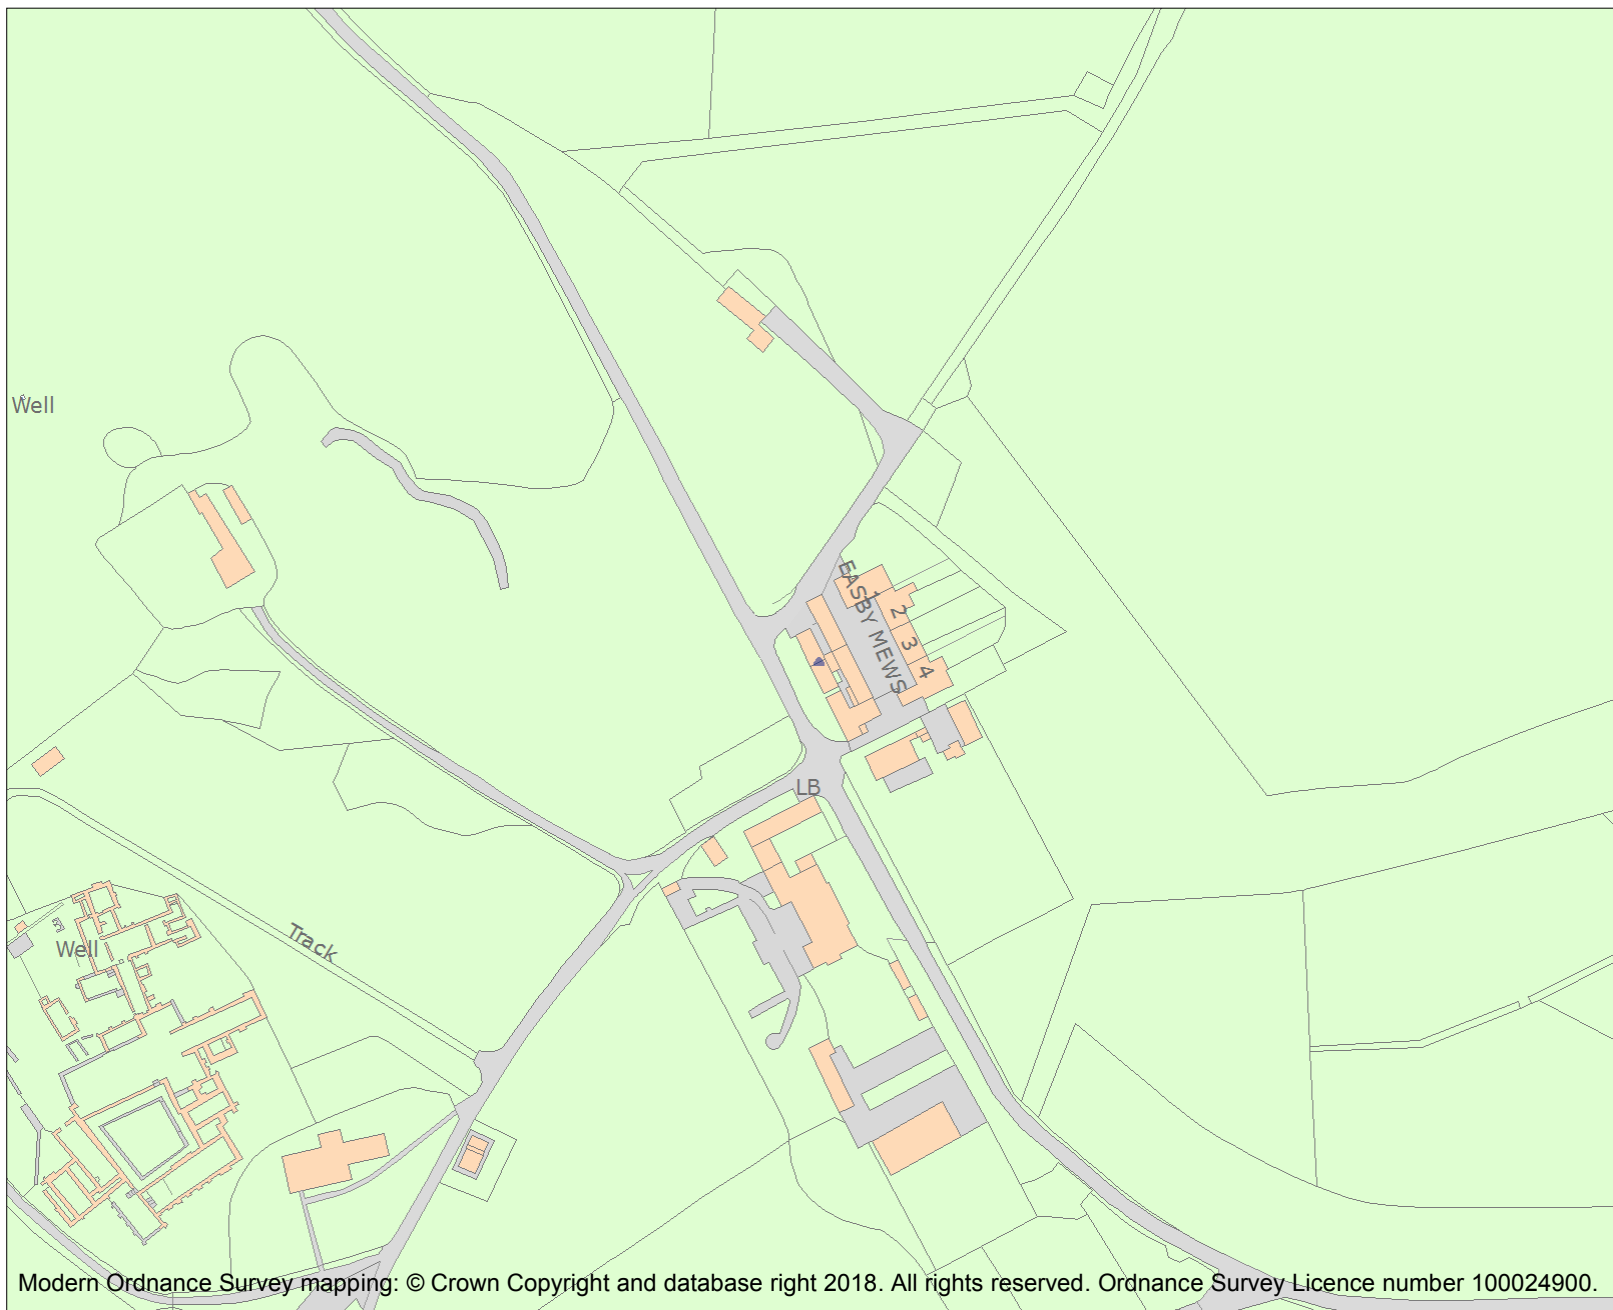 Well
EASBY MEWS
1
2
3
4
LB
Track
Well
Modern Ordnance Survey mapping: © Crown Copyright and database right 2018. All rights reserved. Ordnance Survey Licence number 100024900.